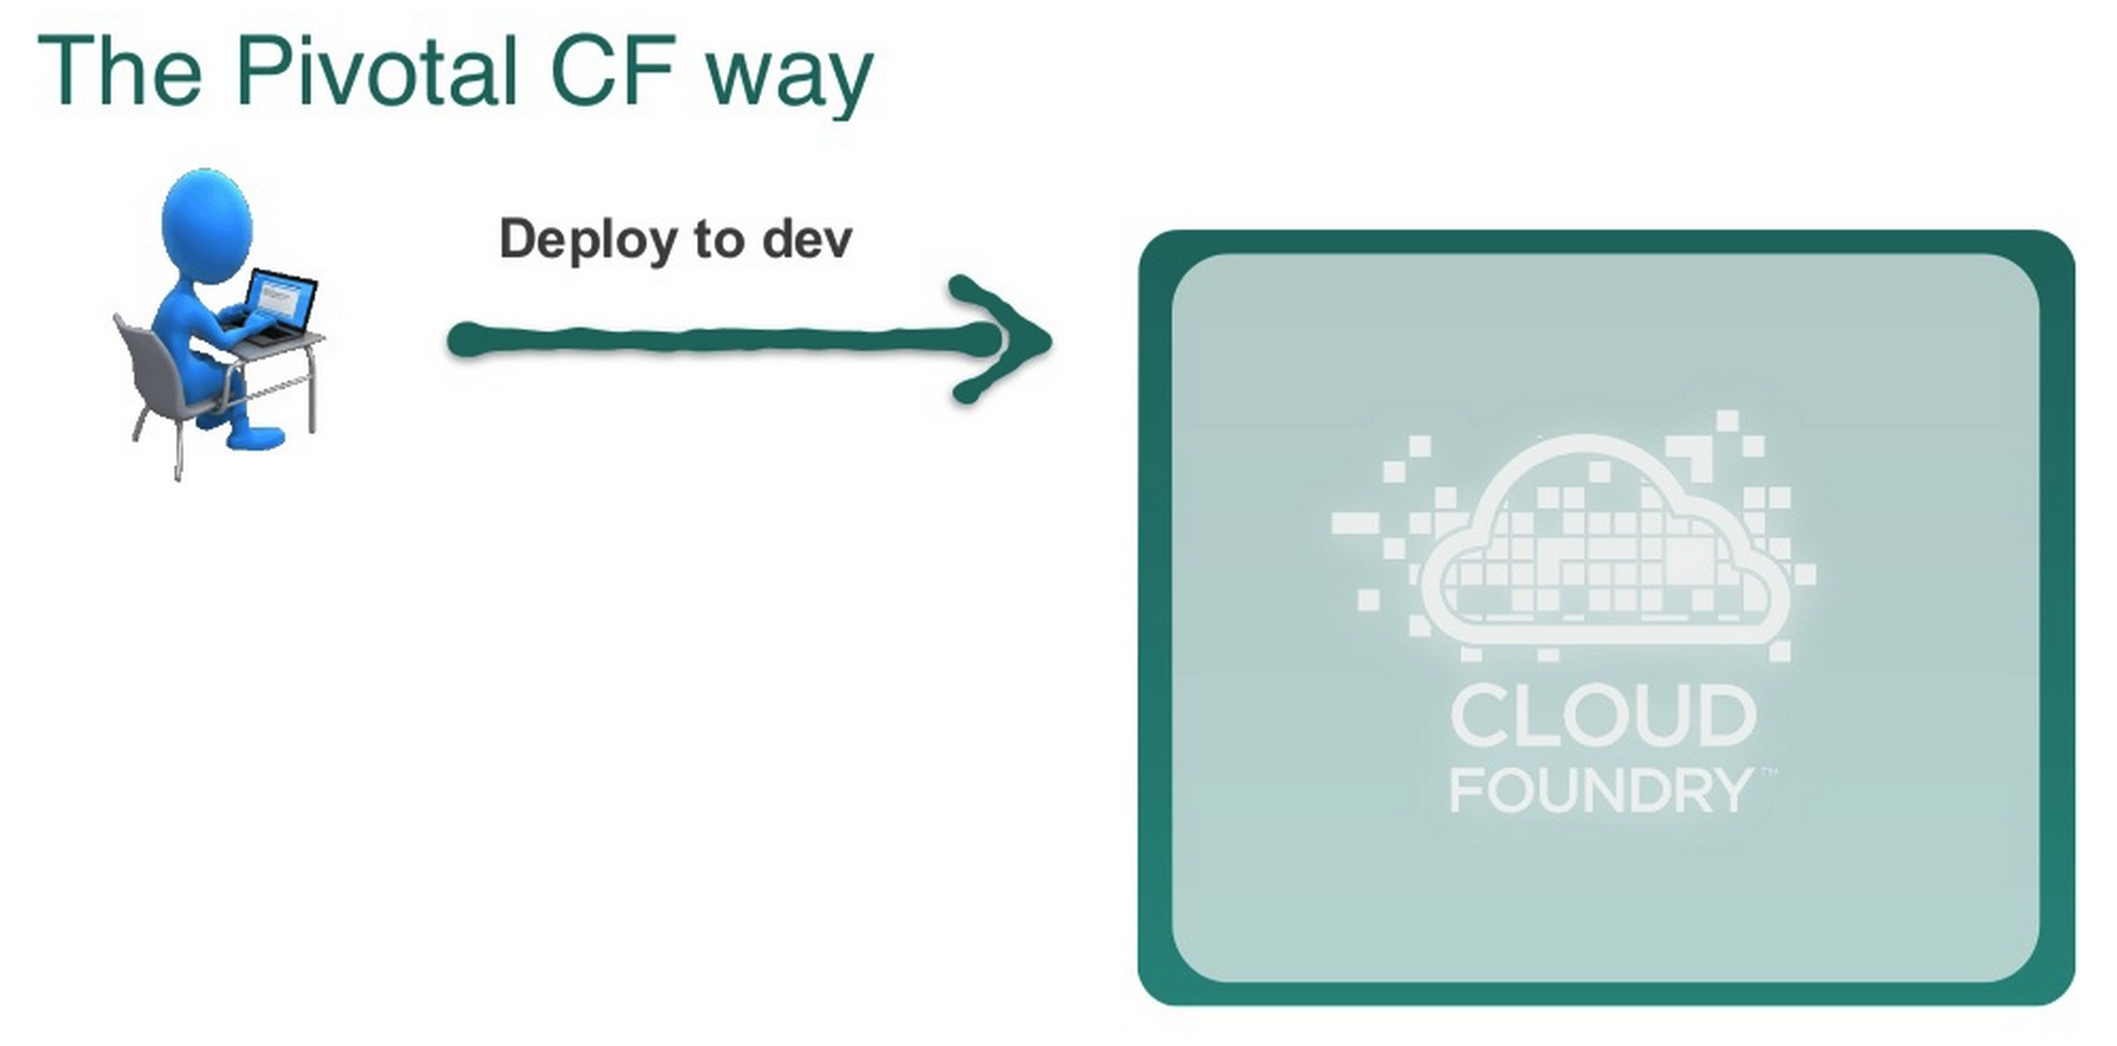 The Pivotal CF way
Deploy to dev
CLOUD
FOUNDRY™